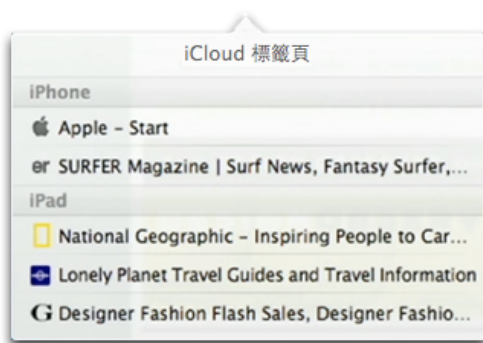 iCloud 標籤頁
iPhone
Apple – Start
er SURFER Magazine | Surf News, Fantasy Surfer,...
iPad
National Geographic – Inspiring People to Car...
Lonely Planet Travel Guides and Travel Information
G Designer Fashion Flash Sales, Designer Fashio...